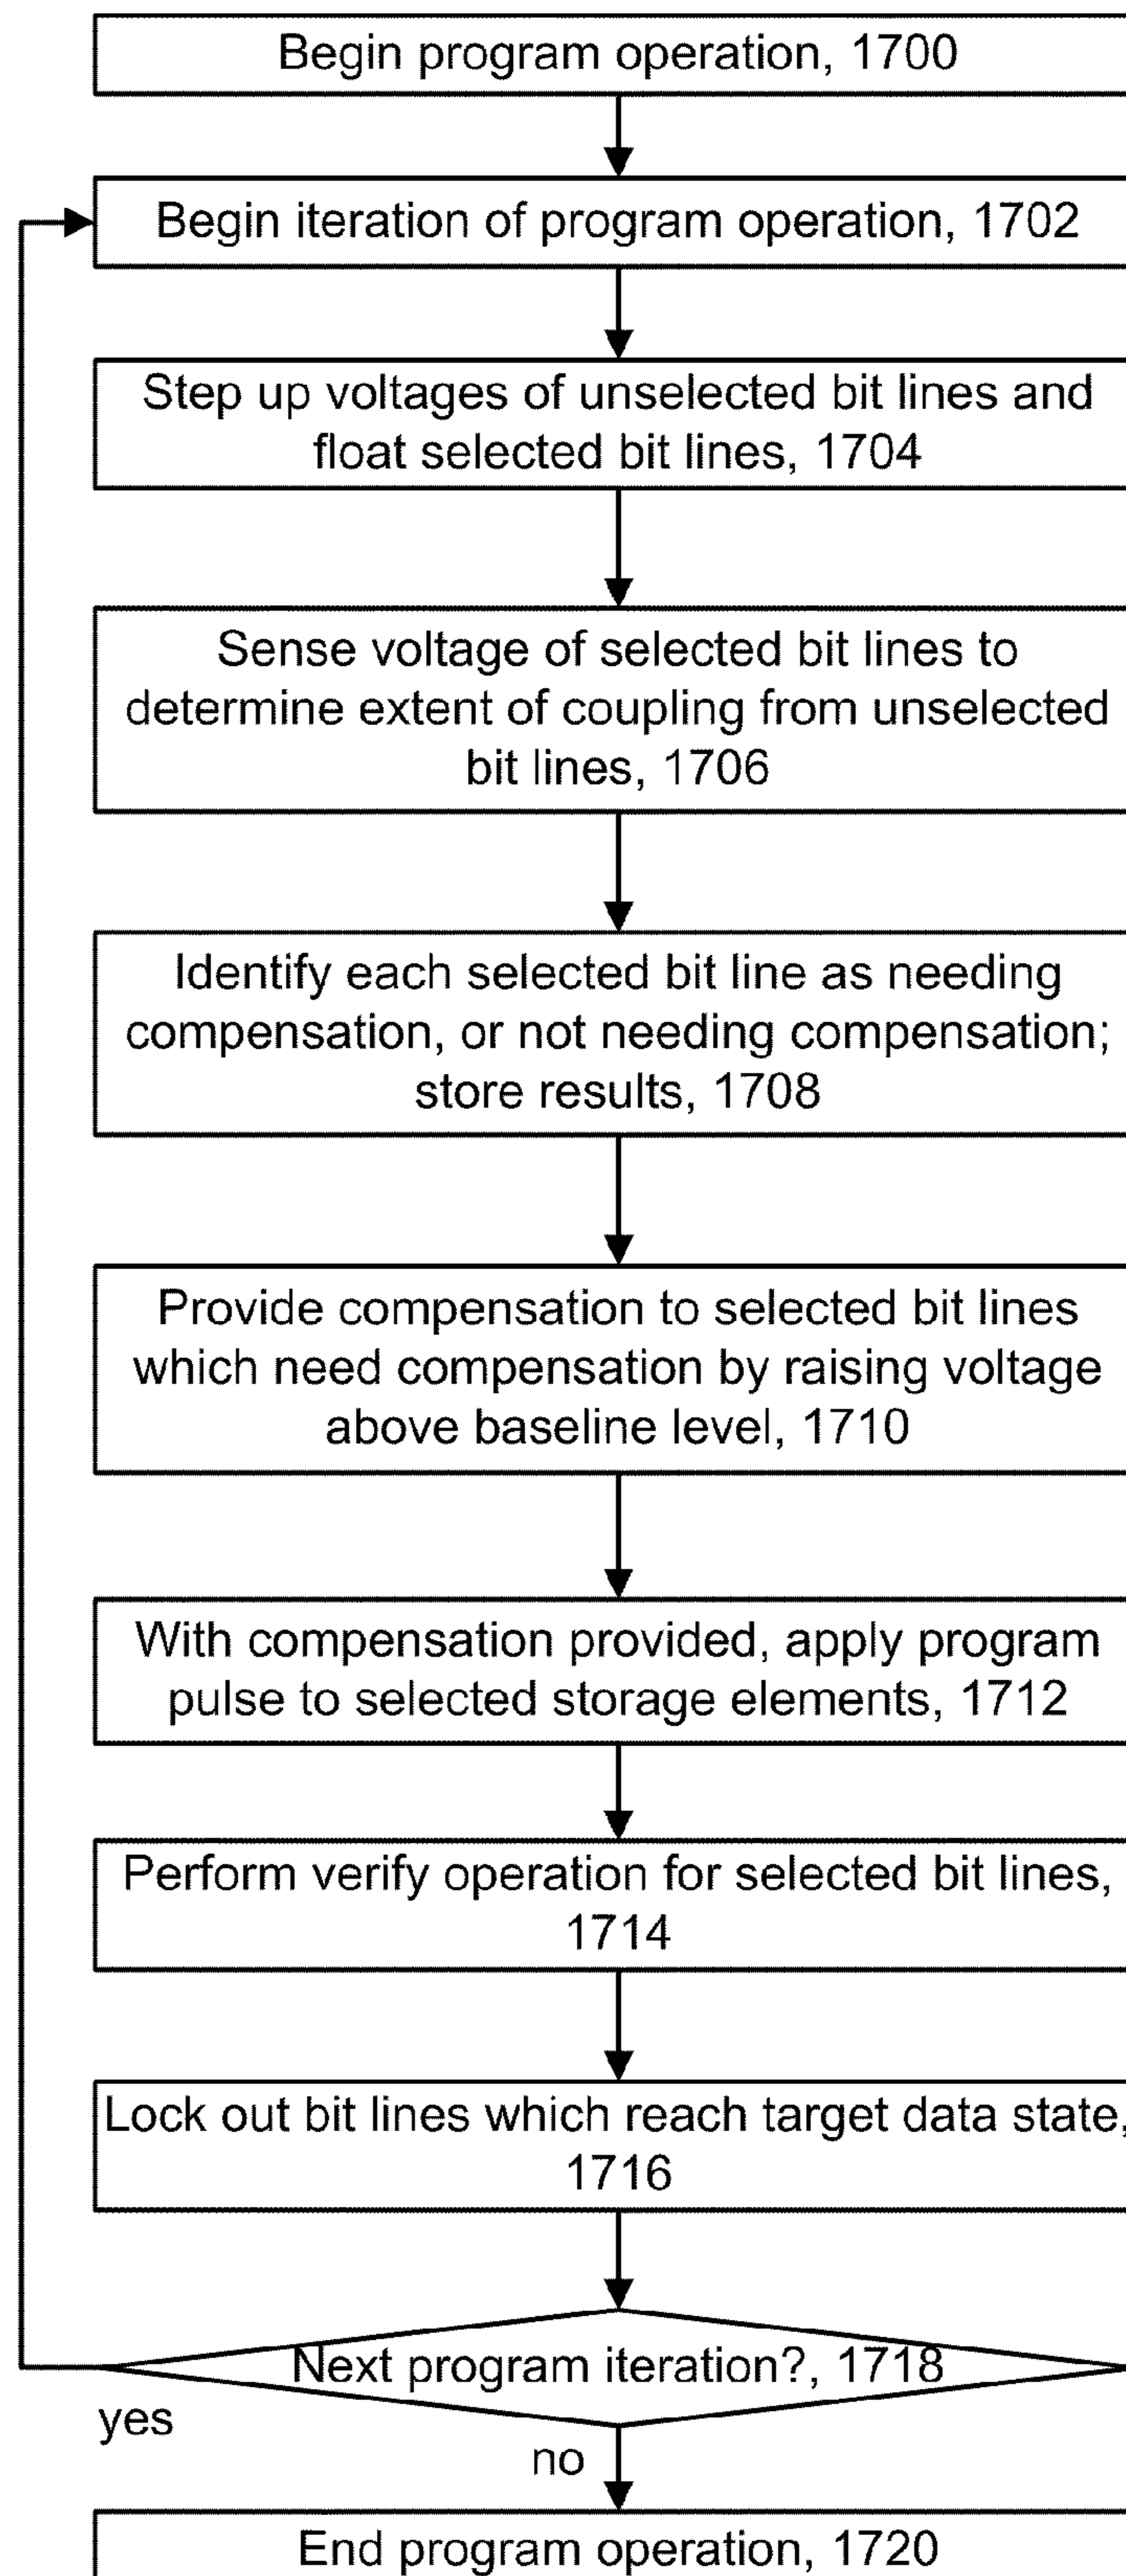 Begin program operation, 1700
Begin iteration of program operation, 1702
Step up voltages of unselected bit lines and
float selected bit lines, 1704
Sense voltage of selected bit lines to
determine extent of coupling from unselected
bit lines, 1706
Identify each selected bit line as needing
compensation, or not needing compensation;
store results, 1708
Provide compensation to selected bit lines
which need compensation by raising voltage
above baseline level, 1710
With compensation provided, apply program
pulse to selected storage elements, 1712
Perform verify operation for selected bit lines,
1714
Lock out bit lines which reach target data state,
1716
Next program iteration?, 1718
yes
no
End program operation, 1720